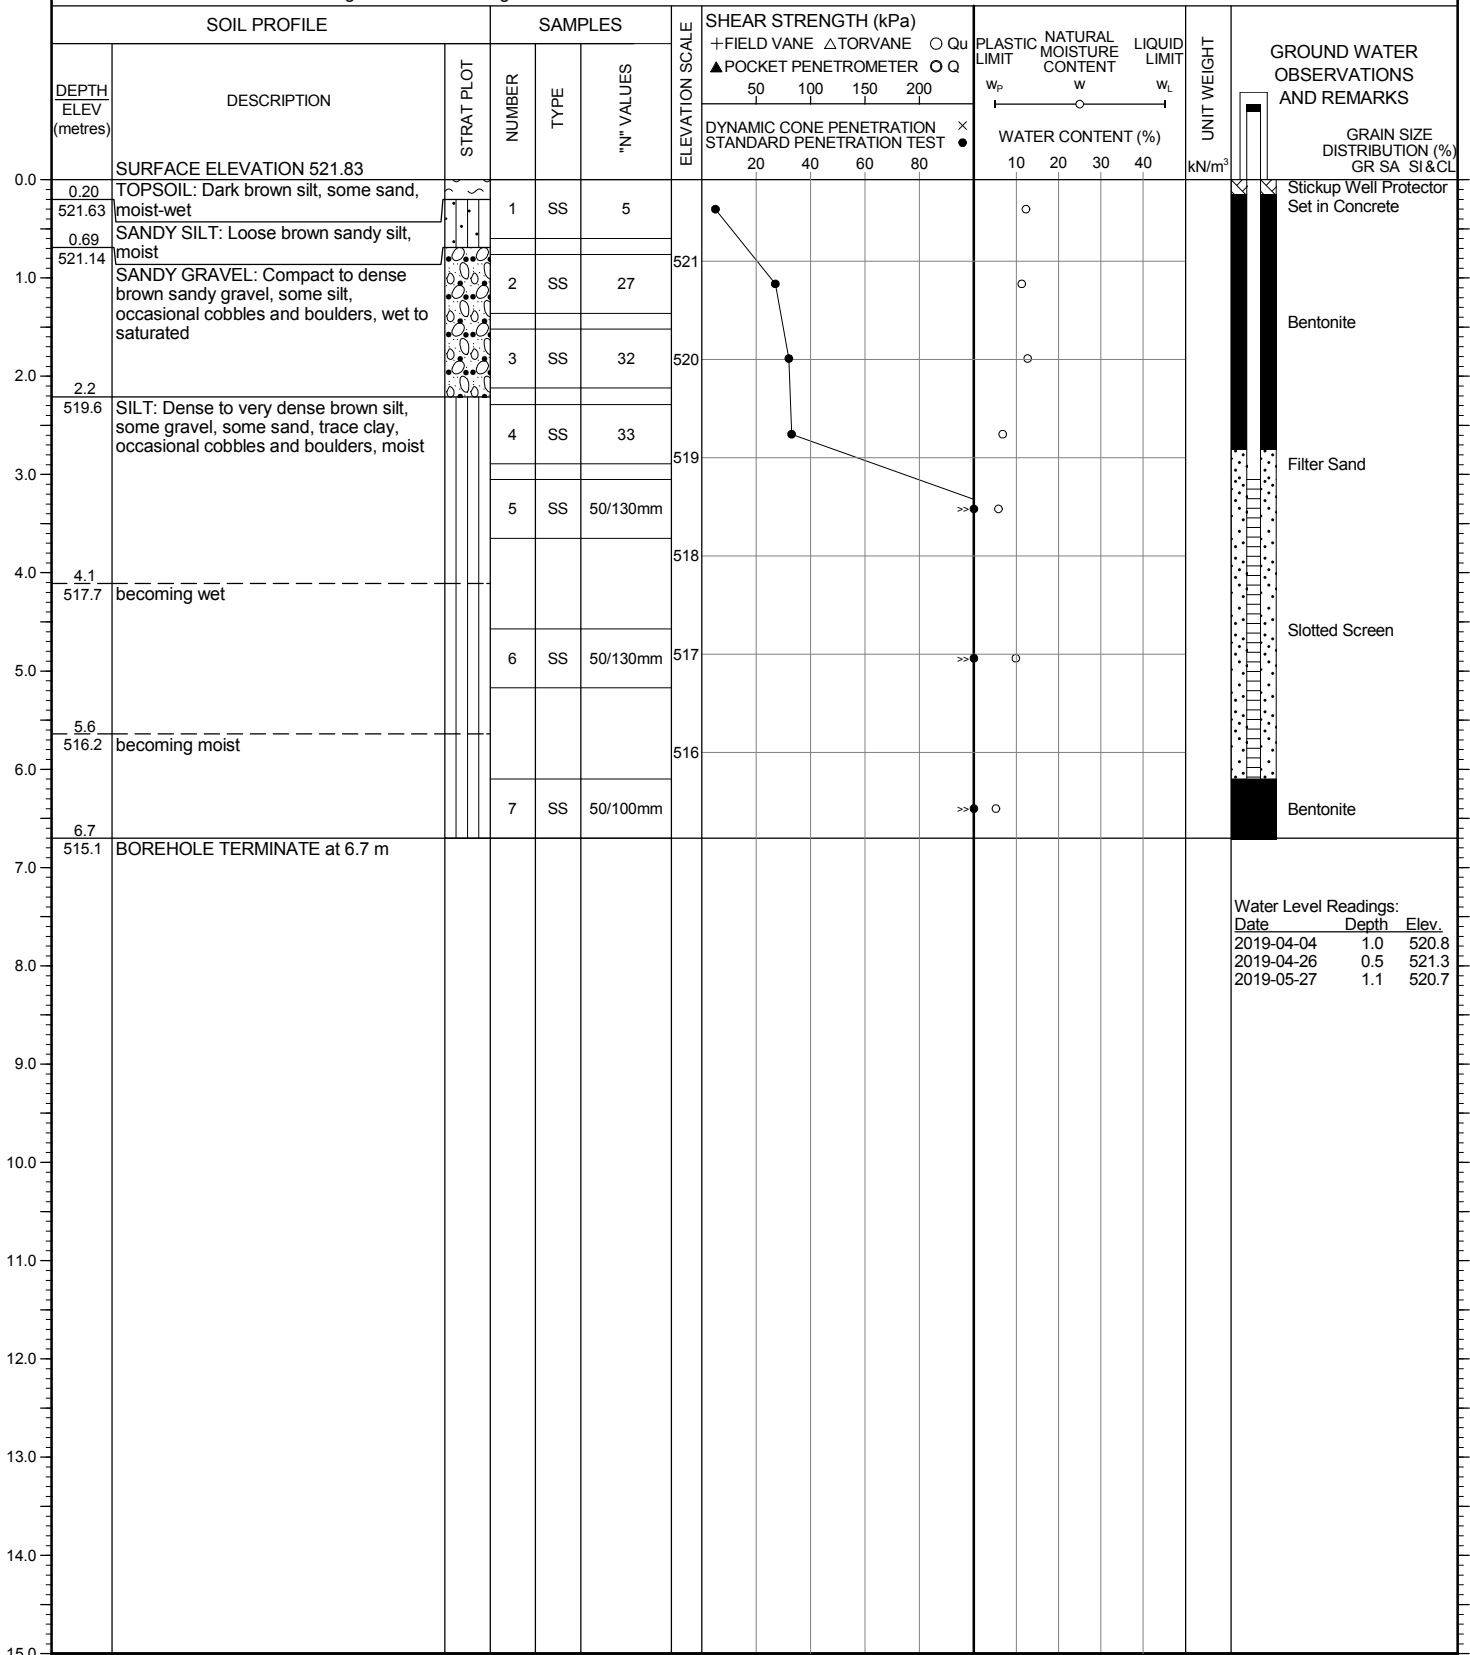 SOIL PROFILE
SAMPLES
DEPTH
ELEV
(metres)
DESCRIPTION
STRAT PLOT
NUMBER
TYPE
"N" VALUES
ELEVATION SCALE
SHEAR STRENGTH (kPa)
+FIELD VANE △TORVANE ○ Qu
▲POCKET PENETROMETER Q
50 100 150 200
DYNAMIC CONE PENETRATION ×
STANDARD PENETRATION TEST ●
20 40 60 80
PLASTIC LIMIT
NATURAL MOISTURE CONTENT
LIQUID LIMIT
WP W WL
WATER CONTENT (%)
10 20 30 40
UNIT WEIGHT
kN/m³
GROUND WATER
OBSERVATIONS
AND REMARKS
GRAIN SIZE
DISTRIBUTION (%)
GR SA SI&CL
SURFACE ELEVATION 521.83
0.0
0.20
521.63
TOPSOIL: Dark brown silt, some sand,
moist-wet
1 SS 5
Stickup Well Protector
Set in Concrete
0.69
521.14
SANDY SILT: Loose brown sandy silt,
moist
521
1.0
SANDY GRAVEL: Compact to dense
brown sandy gravel, some silt,
occasional cobbles and boulders, wet to
saturated
2 SS 27
Bentonite
3 SS 32
520
2.0
2.2
519.6
SILT: Dense to very dense brown silt,
some gravel, some sand, trace clay,
occasional cobbles and boulders, moist
4 SS 33
519
Filter Sand
3.0
5 SS 50/130mm
>>
518
4.0
4.1
517.7
becoming wet
Slotted Screen
6 SS 50/130mm
517
>>
5.0
5.6
516.2
becoming moist
516
6.0
7 SS 50/100mm
>>
Bentonite
6.7
515.1
BOREHOLE TERMINATE at 6.7 m
7.0
Water Level Readings:
Date Depth Elev.
2019-04-04 1.0 520.8
2019-04-26 0.5 521.3
2019-05-27 1.1 520.7
8.0
9.0
10.0
11.0
12.0
13.0
14.0
15.0